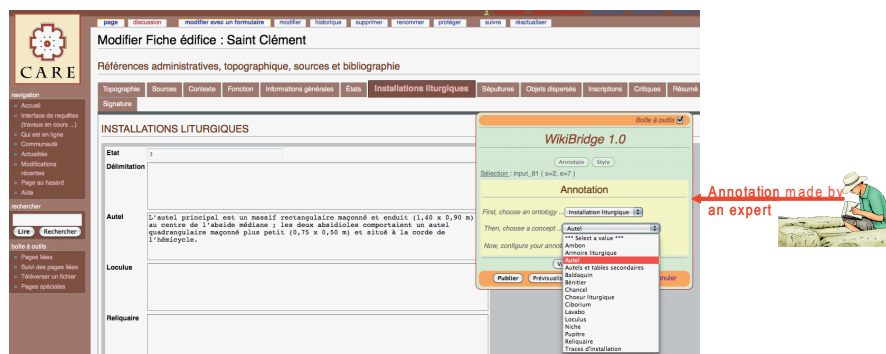 page discussion modifier avec un formulaire modifier historique supprimer renommer protéger suivre réactualiser
Modifier Fiche édifice : Saint Clément
Références administratives, topographique, sources et bibliographie
Topographie Sources Contexte Fonction Informations générales États Installations liturgiques Sépultures Objets dispersés Inscriptions Critiques Résumé
Signature
CARE
navigation
Accueil
Interface de requêtes
(travaux en cours ...)
Qui est en ligne
Communauté
Actualités
Modifications
récentes
Page au hasard
Aide
rechercher
Lire Rechercher
boîte à outils
Pages liées
Suivi des pages liées
Téléverser un fichier
Pages spéciales
INSTALLATIONS LITURGIQUES
Etat 3
Délimitation
Autel
L'autel principal est un massif rectangulaire maçonné et enduit (1,40 x 0,90 m)
au centre de l'abside médiane ; les deux absidioles comportaient un autel
quadrangulaire maçonné plus petit (0,75 x 0,50 m) et situé à la corde de
l'hémicycle.
Loculus
Reliquaire
Boîte à outils
WikiBridge 1.0
Annotate Style
Sélection : input_81 ( s=2, e=7 )
Annotation
First, choose an ontology ... Installation liturgique
Then, choose a concept ... Autel
Now, configure your annot
*** Select a value ***
Ambon
Armoire liturgique
Autel
Autels et tables secondaires
Baldaquin
Bénitier
Chancel
Choeur liturgique
Ciborium
Lavabo
Loculus
Niche
Pupitre
Reliquaire
Traces d'installation
Publier Prévisualis
Annotation made by
an expert